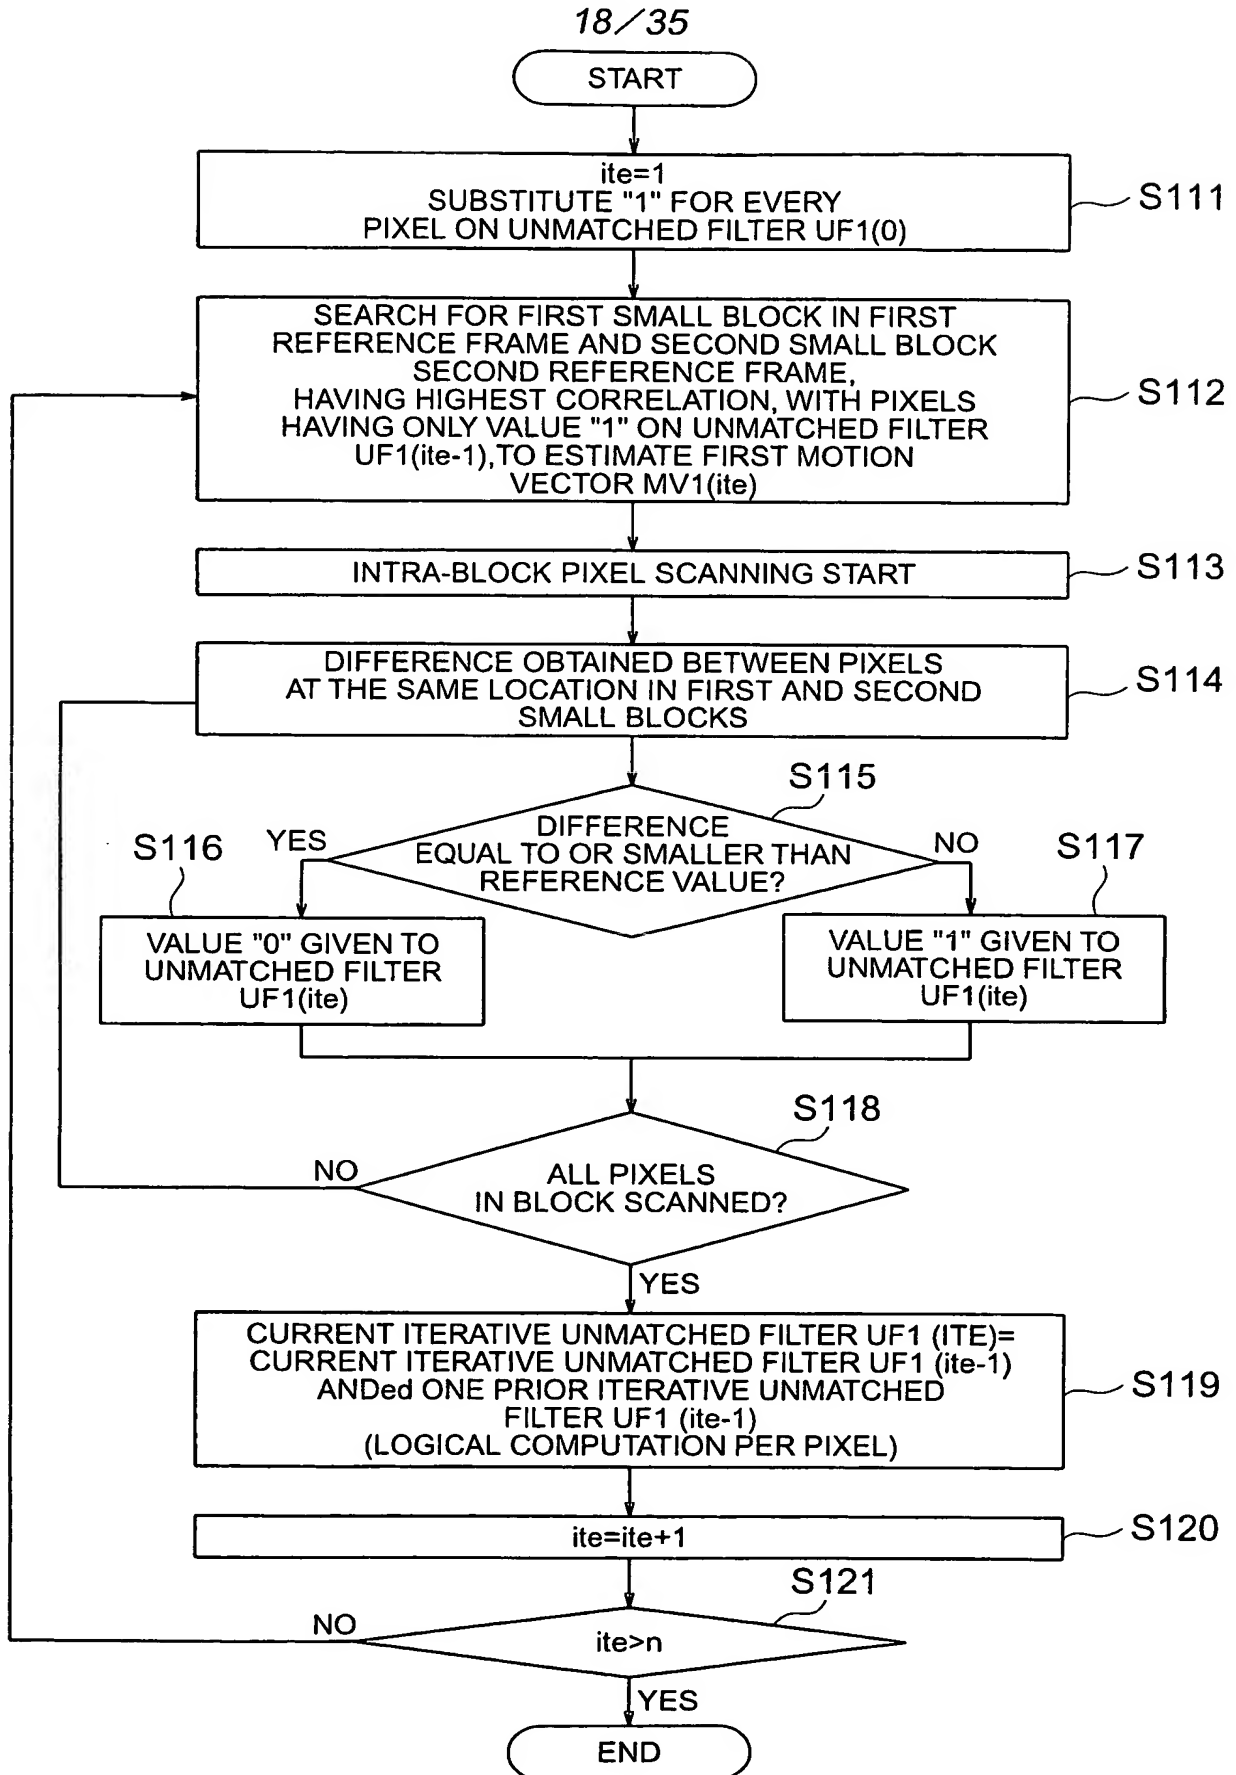 18/35
START
ite=1
SUBSTITUTE "1" FOR EVERY
PIXEL ON UNMATCHED FILTER UF1(0)
S111
SEARCH FOR FIRST SMALL BLOCK IN FIRST
REFERENCE FRAME AND SECOND SMALL BLOCK
SECOND REFERENCE FRAME,
HAVING HIGHEST CORRELATION, WITH PIXELS
HAVING ONLY VALUE "1" ON UNMATCHED FILTER
UF1(ite-1),TO ESTIMATE FIRST MOTION
VECTOR MV1(ite)
S112
INTRA-BLOCK PIXEL SCANNING START
S113
DIFFERENCE OBTAINED BETWEEN PIXELS
AT THE SAME LOCATION IN FIRST AND SECOND
SMALL BLOCKS
S114
S115
DIFFERENCE
EQUAL TO OR SMALLER THAN
REFERENCE VALUE?
YES
NO
S116
VALUE "0" GIVEN TO
UNMATCHED FILTER
UF1(ite)
S117
VALUE "1" GIVEN TO
UNMATCHED FILTER
UF1(ite)
S118
ALL PIXELS
IN BLOCK SCANNED?
NO
YES
CURRENT ITERATIVE UNMATCHED FILTER UF1 (ITE)=
CURRENT ITERATIVE UNMATCHED FILTER UF1 (ite-1)
ANDed ONE PRIOR ITERATIVE UNMATCHED
FILTER UF1 (ite-1)
(LOGICAL COMPUTATION PER PIXEL)
S119
ite=ite+1
S120
S121
ite>n
NO
YES
END